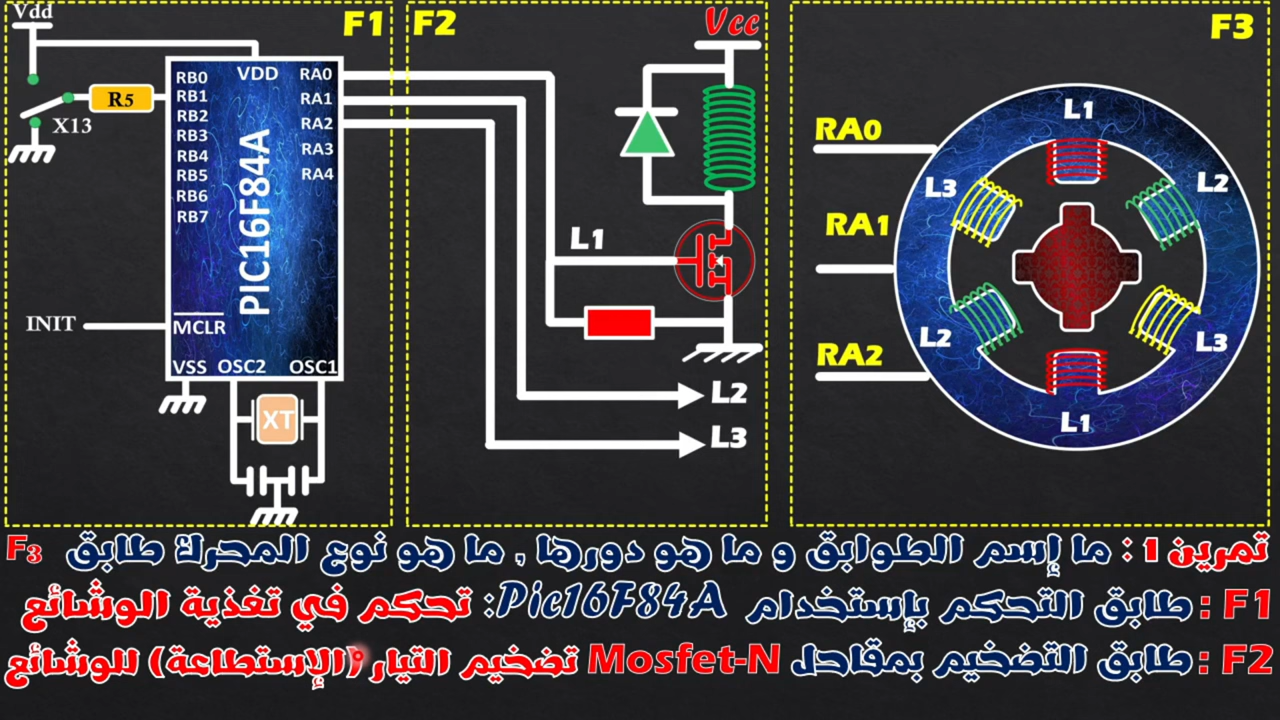 Vdd
F1
F2
Vcc
F3
RB0
VDD
RA0
RB1
RA1
R5
RB2
RA2
X13
RB3
RA3
RB4
RA4
RB5
RB6
RB7
PIC16F84A
INIT
MCLR
VSS OSC2 OSC1
XT
L1
L2
L3
RA0
RA1
RA2
L1
L2
L3
L2
L3
L1
تمرين 1 : ما إسم الطوابق و ما هو دورها , ما هو نوع المحرك طابق F3
F1 : طابق التحكم بإستخدام Pic16F84A: تحكم في تغذية الوشائع
F2 : طابق التضخيم بمقاحل Mosfet-N تضخيم التيار (الإستطاعة) للوشائع